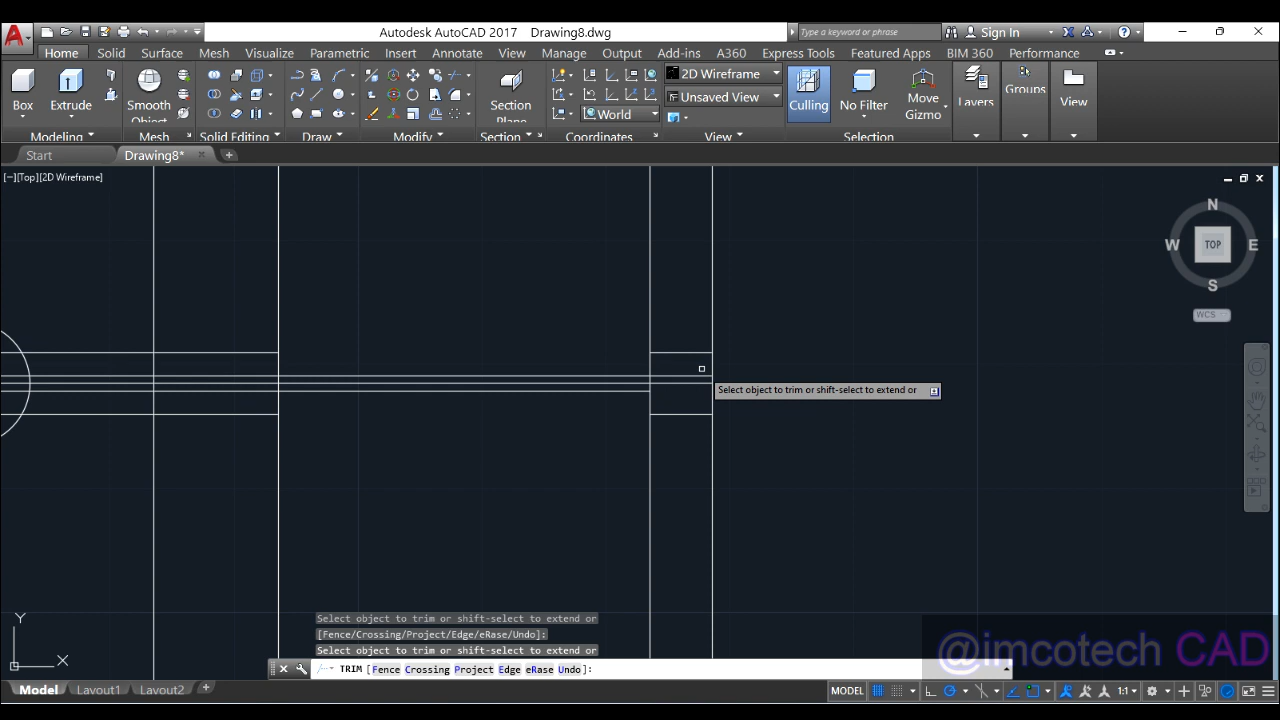 Autodesk AutoCAD 2017 Drawing8.dwg
Type a keyword or phrase
Sign In
Home Solid Surface Mesh Visualize Parametric Insert Annotate View Manage Output Add-ins A360 Express Tools Featured Apps BIM 360 Performance
Box
Extrude
Smooth
Object
Section
Plane
World
2D Wireframe
Unsaved View
Culling
No Filter
Move
Gizmo
Layers
Groups
View
Modeling Mesh Solid Editing Draw Modify Section Coordinates View Selection
Start Drawing8*
[−][Top][2D Wireframe]
N
W TOP E
S
WCS
Select object to trim or shift-select to extend or
Select object to trim or shift-select to extend or
[Fence/Crossing/Project/Edge/eRase/Undo]:
Select object to trim or shift-select to extend or
TRIM [Fence Crossing Project Edge eRase Undo]:
Y
X
@imcotech CAD
Model Layout1 Layout2
MODEL
1:1